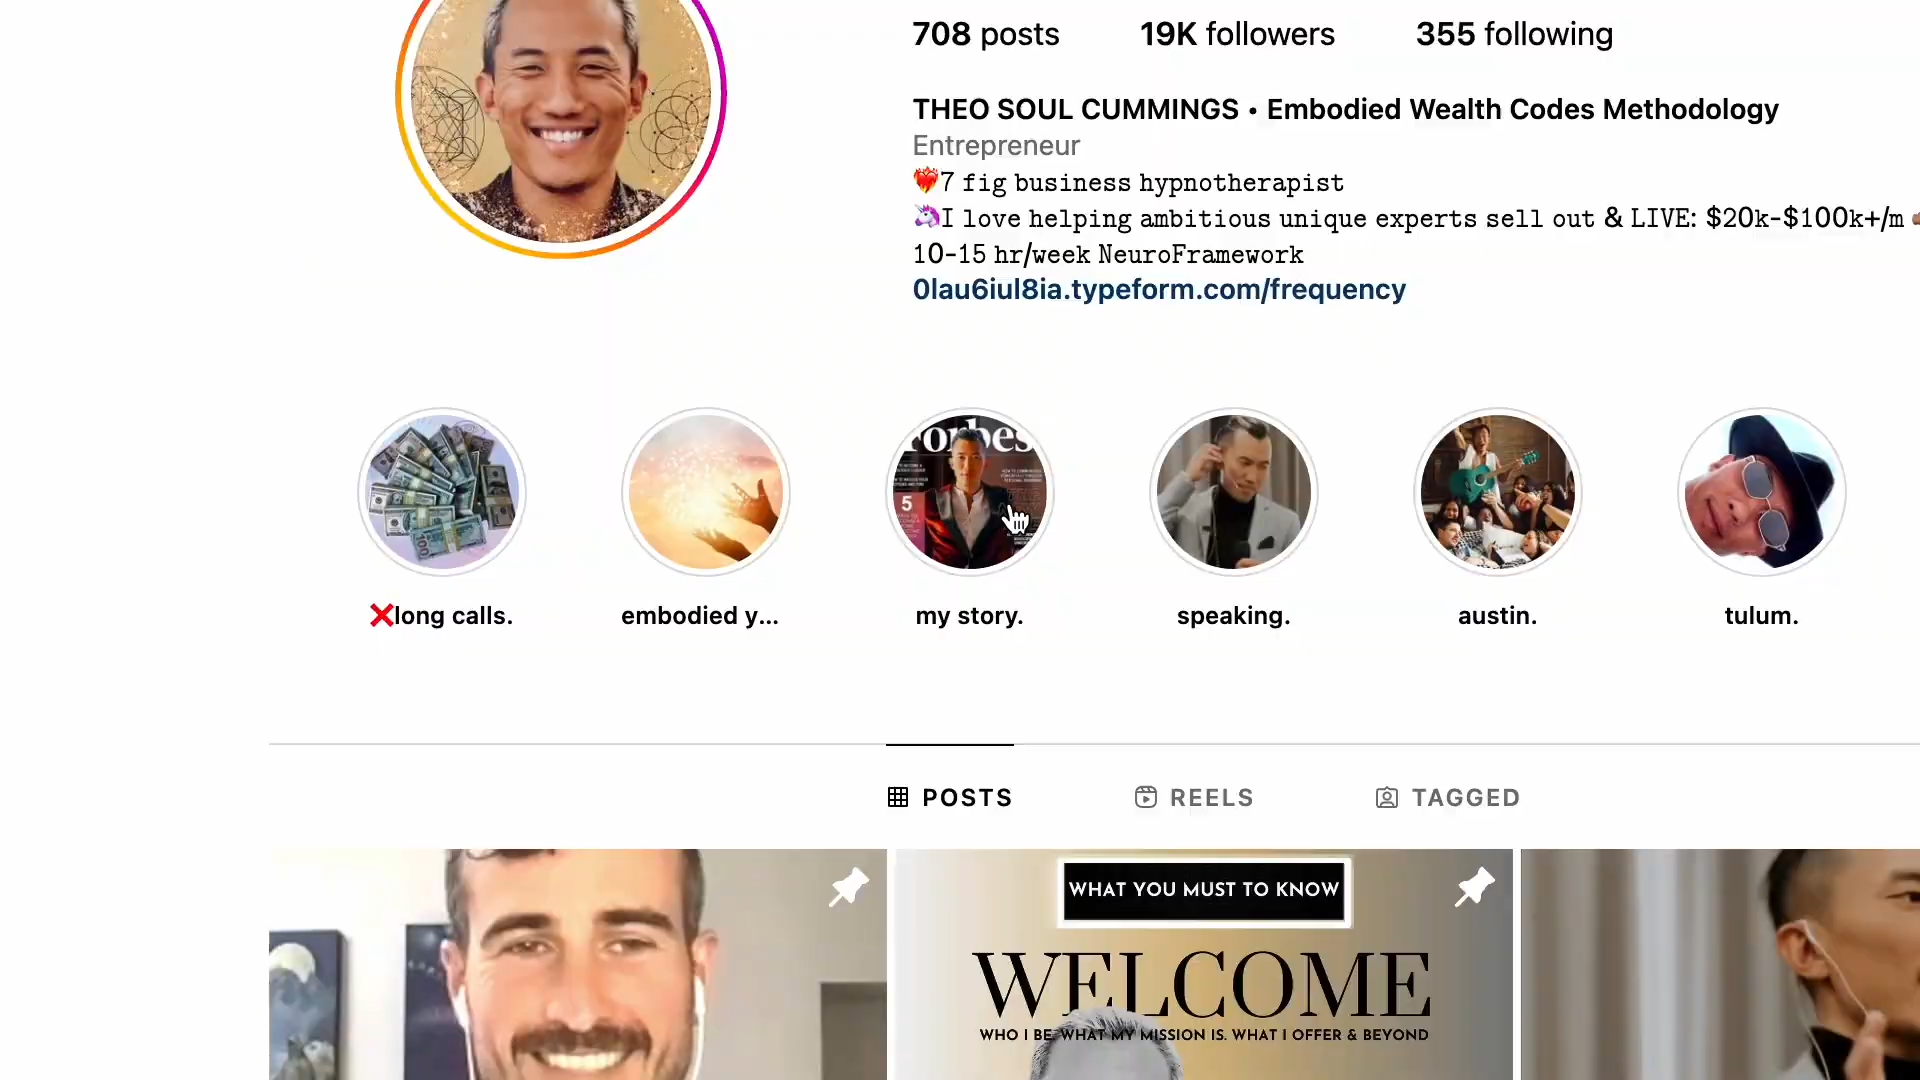 708 posts 19K followers 355 following
THEO SOUL CUMMINGS • Embodied Wealth Codes Methodology
Entrepreneur
❤️‍🔥7 fig business hypnotherapist
🦄I love helping ambitious unique experts sell out & LIVE: $20k-$100k+/m
10-15 hr/week NeuroFramework
0lau6iul8ia.typeform.com/frequency
Forbes
5
100
❌long calls. embodied y... my story. speaking. austin. tulum.
POSTS REELS TAGGED
WHAT YOU MUST TO KNOW
WELCOME
WHO I BE. WHAT MY MISSION IS. WHAT I OFFER & BEYOND